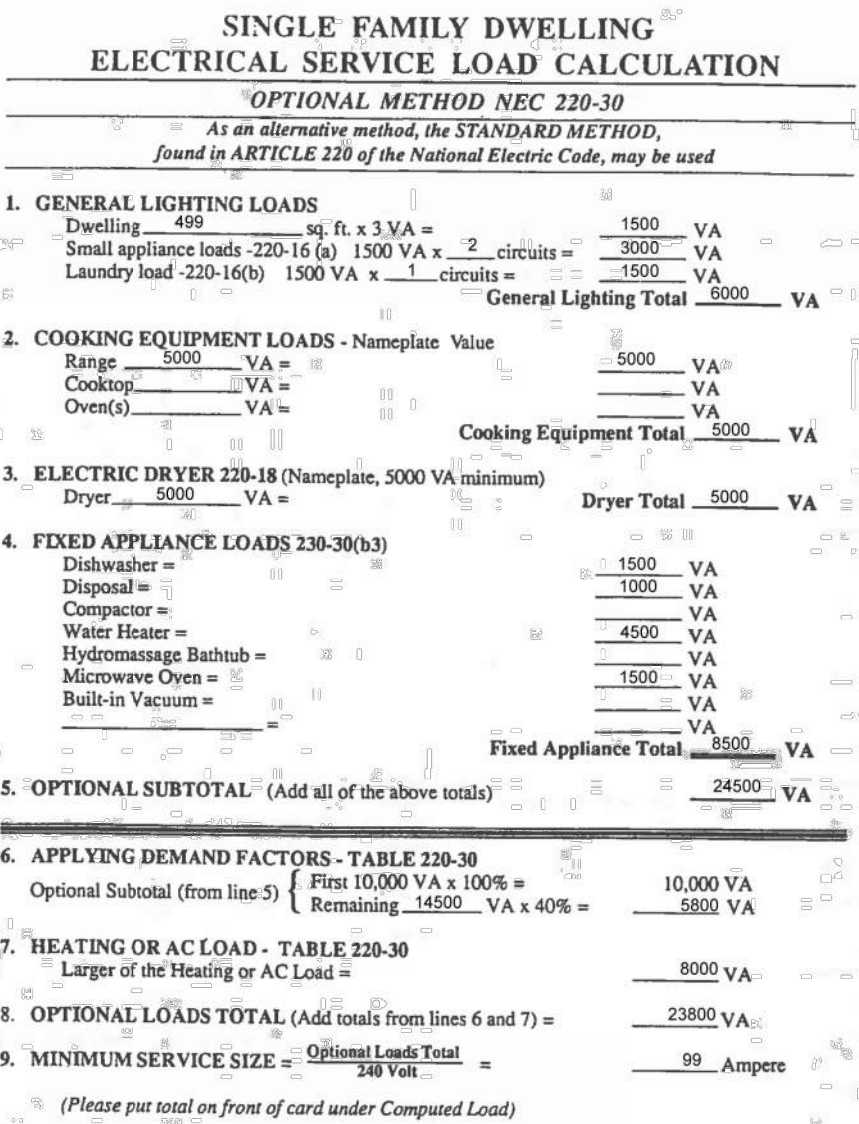 SINGLE FAMILY DWELLING
ELECTRICAL SERVICE LOAD CALCULATION
OPTIONAL METHOD NEC 220-30
As an alternative method, the STANDARD METHOD,
found in ARTICLE 220 of the National Electric Code, may be used
1. GENERAL LIGHTING LOADS
Dwelling 499 sq. ft. x 3 VA = 1500 VA
Small appliance loads -220-16 (a) 1500 VA x 2 circuits = 3000 VA
Laundry load -220-16(b) 1500 VA x 1 circuits = 1500 VA
General Lighting Total 6000 VA
2. COOKING EQUIPMENT LOADS - Nameplate Value
Range 5000 VA = 5000 VA
Cooktop VA = VA
Oven(s) VA = VA
Cooking Equipment Total 5000 VA
3. ELECTRIC DRYER 220-18 (Nameplate, 5000 VA minimum)
Dryer 5000 VA = Dryer Total 5000 VA
4. FIXED APPLIANCE LOADS 230-30(b3)
Dishwasher = 1500 VA
Disposal = 1000 VA
Compactor = VA
Water Heater = 4500 VA
Hydromassage Bathtub = VA
Microwave Oven = 1500 VA
Built-in Vacuum = VA
= VA
Fixed Appliance Total 8500 VA
5. OPTIONAL SUBTOTAL (Add all of the above totals) 24500 VA
6. APPLYING DEMAND FACTORS - TABLE 220-30
Optional Subtotal (from line 5) { First 10,000 VA x 100% = 10,000 VA
Remaining 14500 VA x 40% = 5800 VA
7. HEATING OR AC LOAD - TABLE 220-30
Larger of the Heating or AC Load = 8000 VA
8. OPTIONAL LOADS TOTAL (Add totals from lines 6 and 7) = 23800 VA
9. MINIMUM SERVICE SIZE = Optional Loads Total
240 Volt = 99 Ampere
(Please put total on front of card under Computed Load)